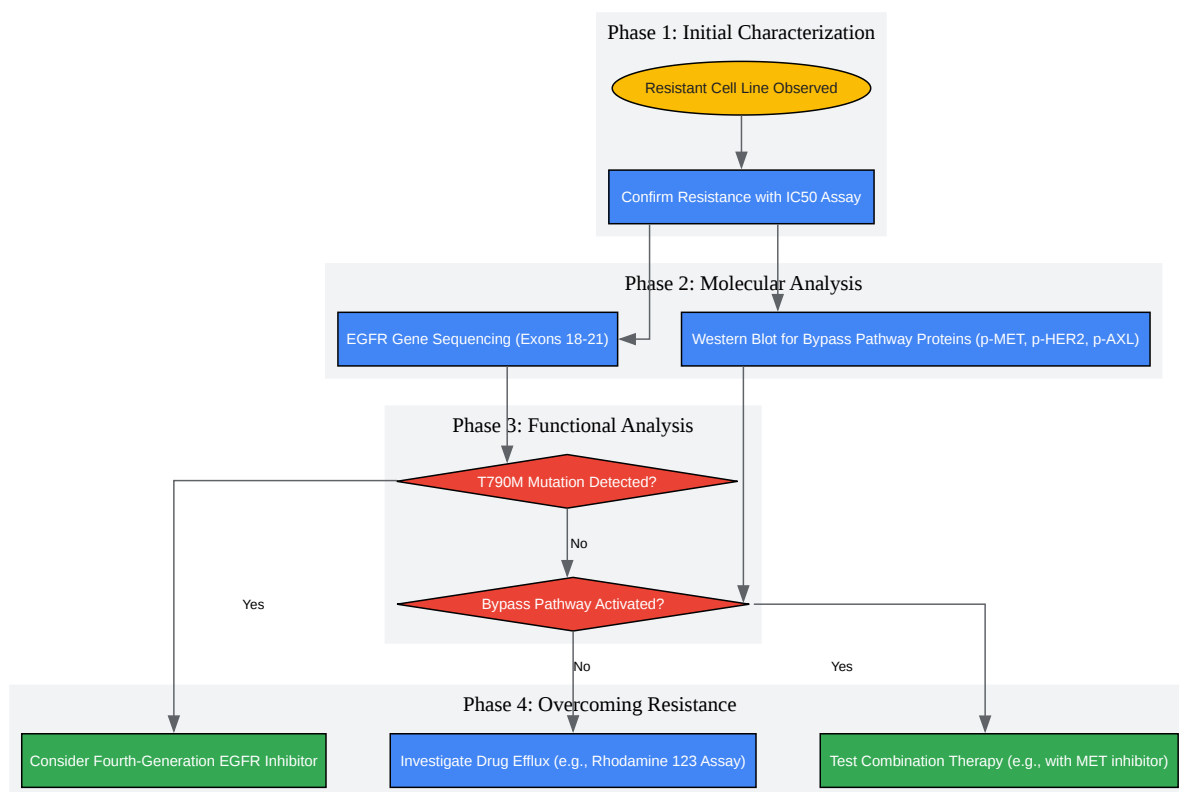 Phase 1: Initial Characterization
Resistant Cell Line Observed
Confirm Resistance with IC50 Assay
Phase 2: Molecular Analysis
EGFR Gene Sequencing (Exons 18-21)
Western Blot for Bypass Pathway Proteins (p-MET, p-HER2, p-AXL)
Phase 3: Functional Analysis
T790M Mutation Detected?
No
Bypass Pathway Activated?
Yes
No
Yes
Phase 4: Overcoming Resistance
Consider Fourth-Generation EGFR Inhibitor
Investigate Drug Efflux (e.g., Rhodamine 123 Assay)
Test Combination Therapy (e.g., with MET inhibitor)